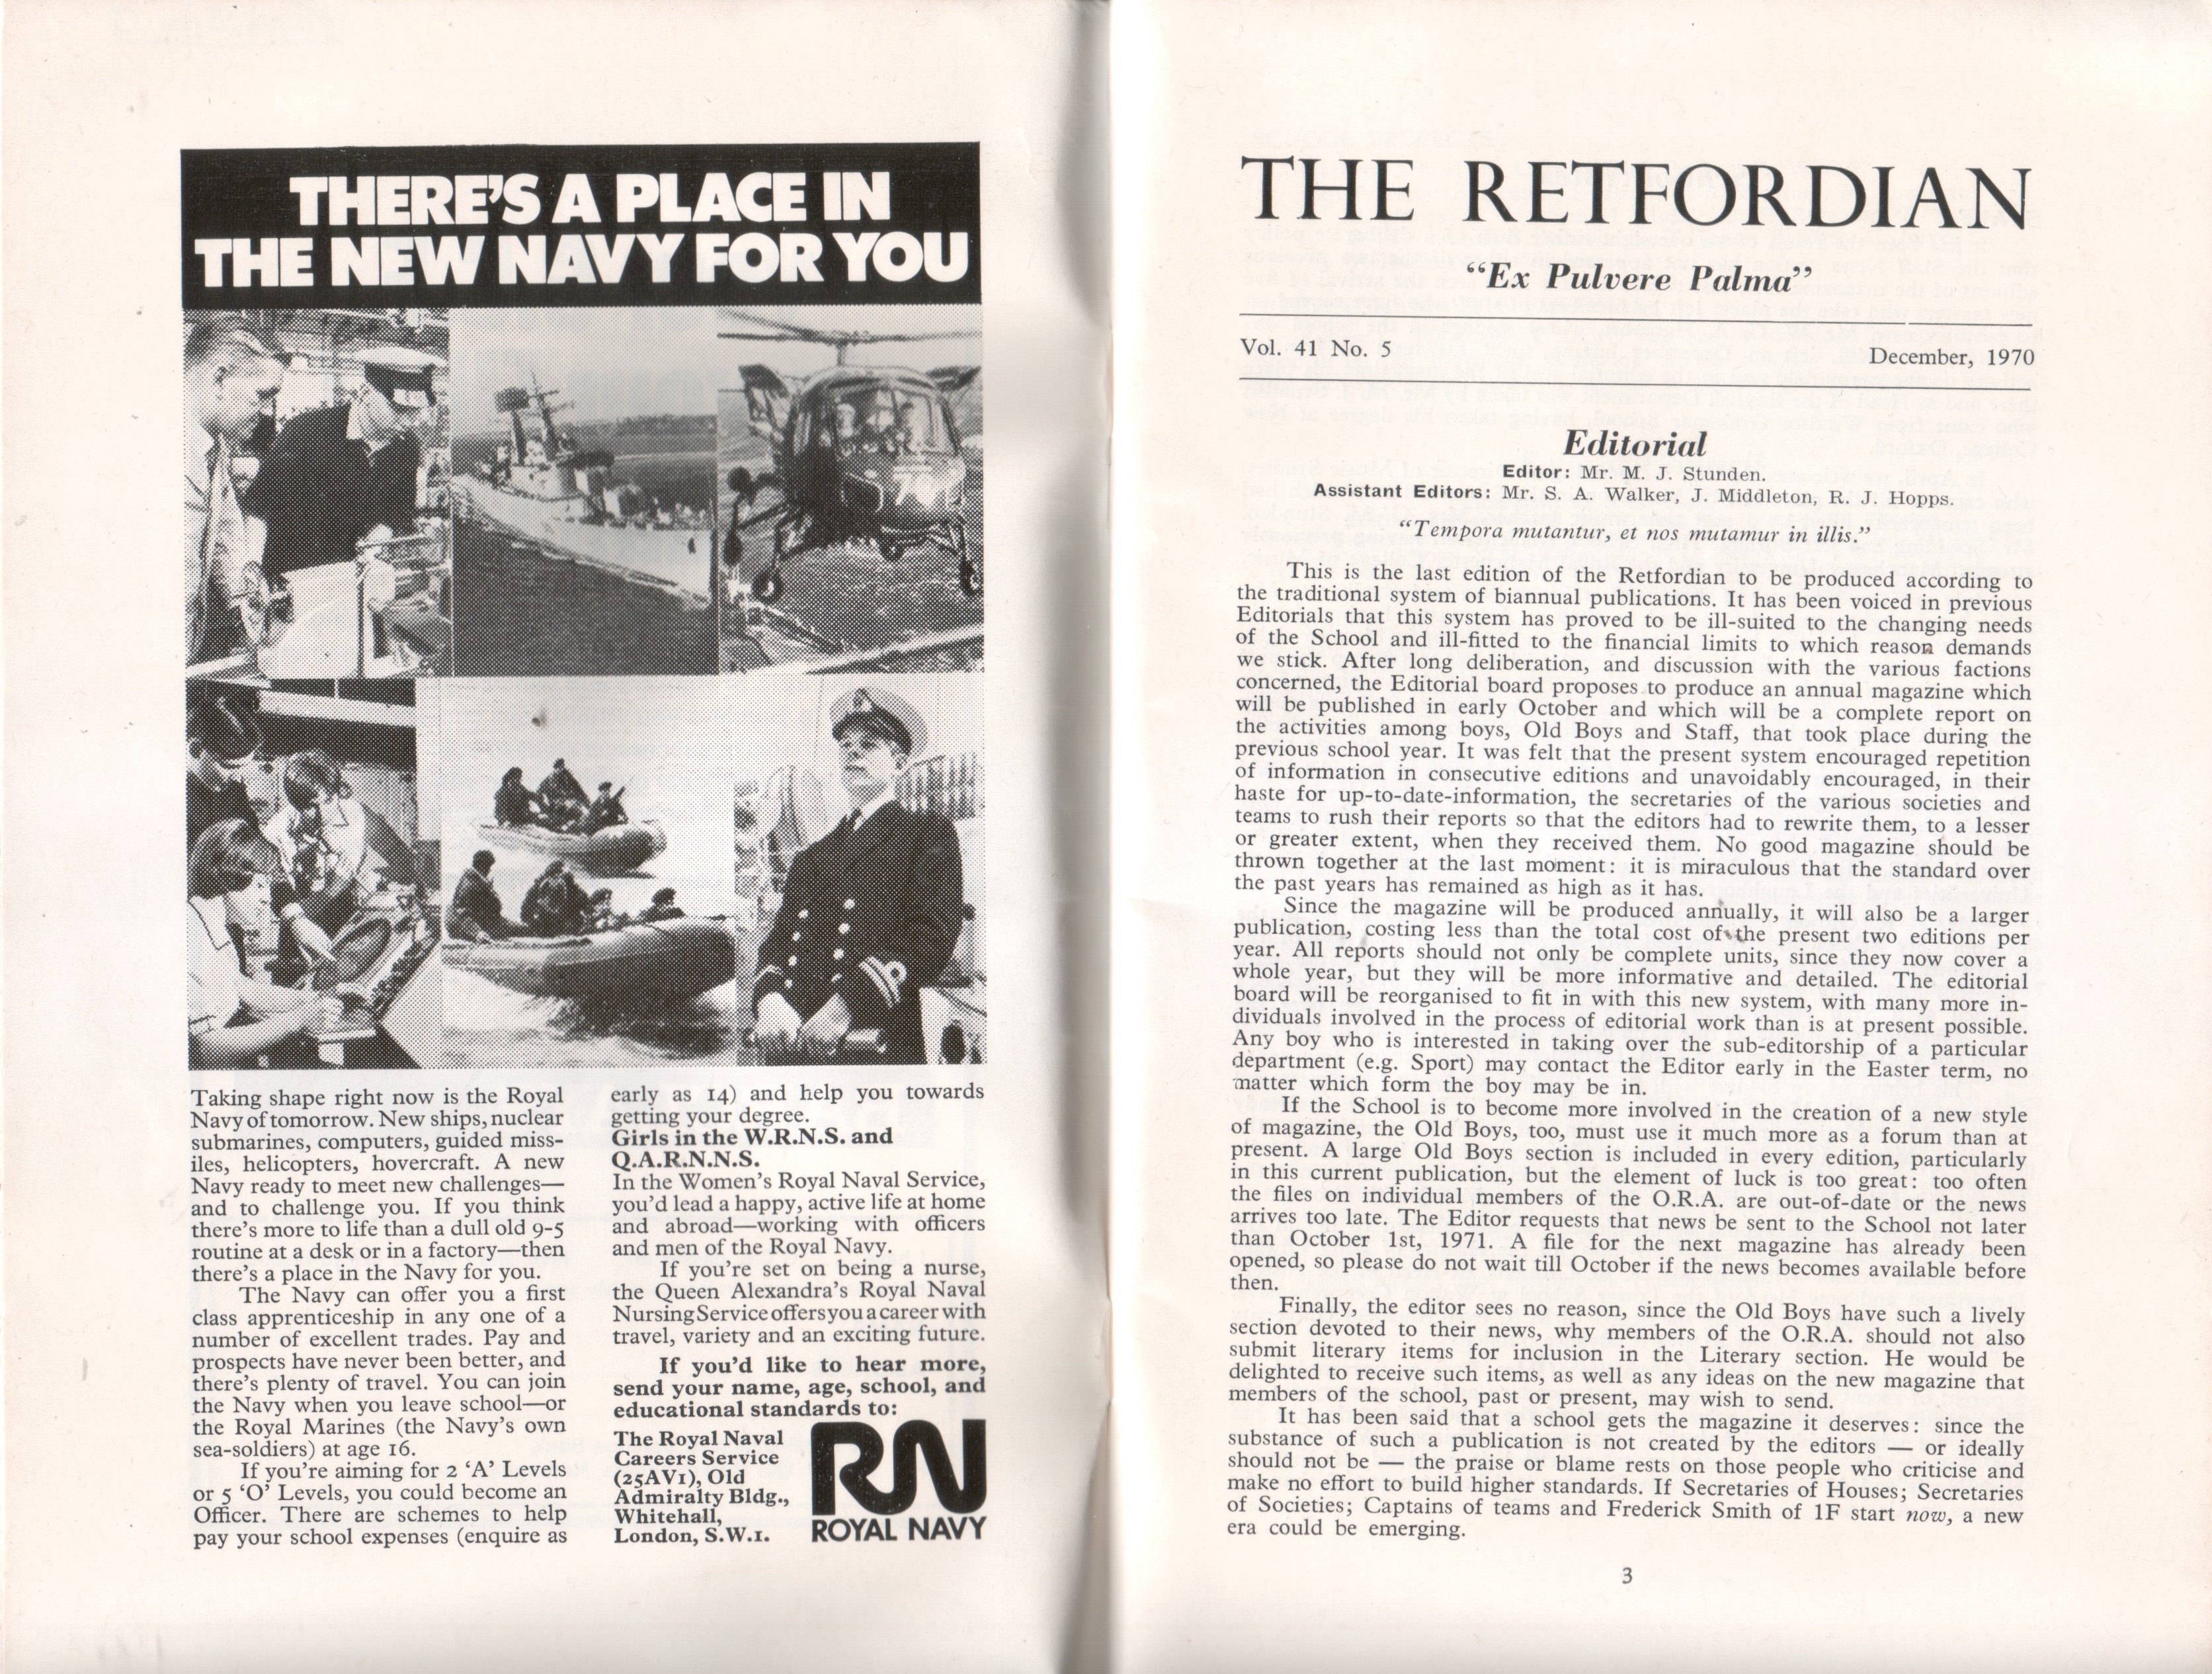 THERE'S A PLACE IN
THE NEW NAVY FOR YOU
Taking shape right now is the Royal
Navy of tomorrow. New ships, nuclear
submarines, computers, guided miss-
iles, helicopters, hovercraft. A new
Navy ready to meet new challenges—
and to challenge you. If you think
there's more to life than a dull old 9-5
routine at a desk or in a factory—then
there's a place in the Navy for you.
The Navy can offer you a first
class apprenticeship in any one of a
number of excellent trades. Pay and
prospects have never been better, and
there's plenty of travel. You can join
the Navy when you leave school—or
the Royal Marines (the Navy's own
sea-soldiers) at age 16.
If you're aiming for 2 'A' Levels
or 5 'O' Levels, you could become an
Officer. There are schemes to help
pay your school expenses (enquire as
early as 14) and help you towards
getting your degree.
Girls in the W.R.N.S. and
Q.A.R.N.N.S.
In the Women's Royal Naval Service,
you'd lead a happy, active life at home
and abroad—working with officers
and men of the Royal Navy.
If you're set on being a nurse,
the Queen Alexandra's Royal Naval
Nursing Service offers you a career with
travel, variety and an exciting future.
If you'd like to hear more,
send your name, age, school, and
educational standards to:
The Royal Naval
Careers Service
(25AV1), Old
Admiralty Bldg.,
Whitehall,
London, S.W.1.
RN
ROYAL NAVY
THE RETFORDIAN
"Ex Pulvere Palma"
Vol. 41 No. 5 December, 1970
Editorial
Editor: Mr. M. J. Stunden.
Assistant Editors: Mr. S. A. Walker, J. Middleton, R. J. Hopps.
"Tempora mutantur, et nos mutamur in illis."
This is the last edition of the Retfordian to be produced according to
the traditional system of biannual publications. It has been voiced in previous
Editorials that this system has proved to be ill-suited to the changing needs
of the School and ill-fitted to the financial limits to which reason demands
we stick. After long deliberation, and discussion with the various factions
concerned, the Editorial board proposes to produce an annual magazine which
will be published in early October and which will be a complete report on
the activities among boys, Old Boys and Staff, that took place during the
previous school year. It was felt that the present system encouraged repetition
of information in consecutive editions and unavoidably encouraged, in their
haste for up-to-date-information, the secretaries of the various societies and
teams to rush their reports so that the editors had to rewrite them, to a lesser
or greater extent, when they received them. No good magazine should be
thrown together at the last moment: it is miraculous that the standard over
the past years has remained as high as it has.
Since the magazine will be produced annually, it will also be a larger
publication, costing less than the total cost of the present two editions per
year. All reports should not only be complete units, since they now cover a
whole year, but they will be more informative and detailed. The editorial
board will be reorganised to fit in with this new system, with many more in-
dividuals involved in the process of editorial work than is at present possible.
Any boy who is interested in taking over the sub-editorship of a particular
department (e.g. Sport) may contact the Editor early in the Easter term, no
matter which form the boy may be in.
If the School is to become more involved in the creation of a new style
of magazine, the Old Boys, too, must use it much more as a forum than at
present. A large Old Boys section is included in every edition, particularly
in this current publication, but the element of luck is too great: too often
the files on individual members of the O.R.A. are out-of-date or the news
arrives too late. The Editor requests that news be sent to the School not later
than October 1st, 1971. A file for the next magazine has already been
opened, so please do not wait till October if the news becomes available before
then.
Finally, the editor sees no reason, since the Old Boys have such a lively
section devoted to their news, why members of the O.R.A. should not also
submit literary items for inclusion in the Literary section. He would be
delighted to receive such items, as well as any ideas on the new magazine that
members of the school, past or present, may wish to send.
It has been said that a school gets the magazine it deserves: since the
substance of such a publication is not created by the editors — or ideally
should not be — the praise or blame rests on those people who criticise and
make no effort to build higher standards. If Secretaries of Houses; Secretaries
of Societies; Captains of teams and Frederick Smith of 1F start now, a new
era could be emerging.
3